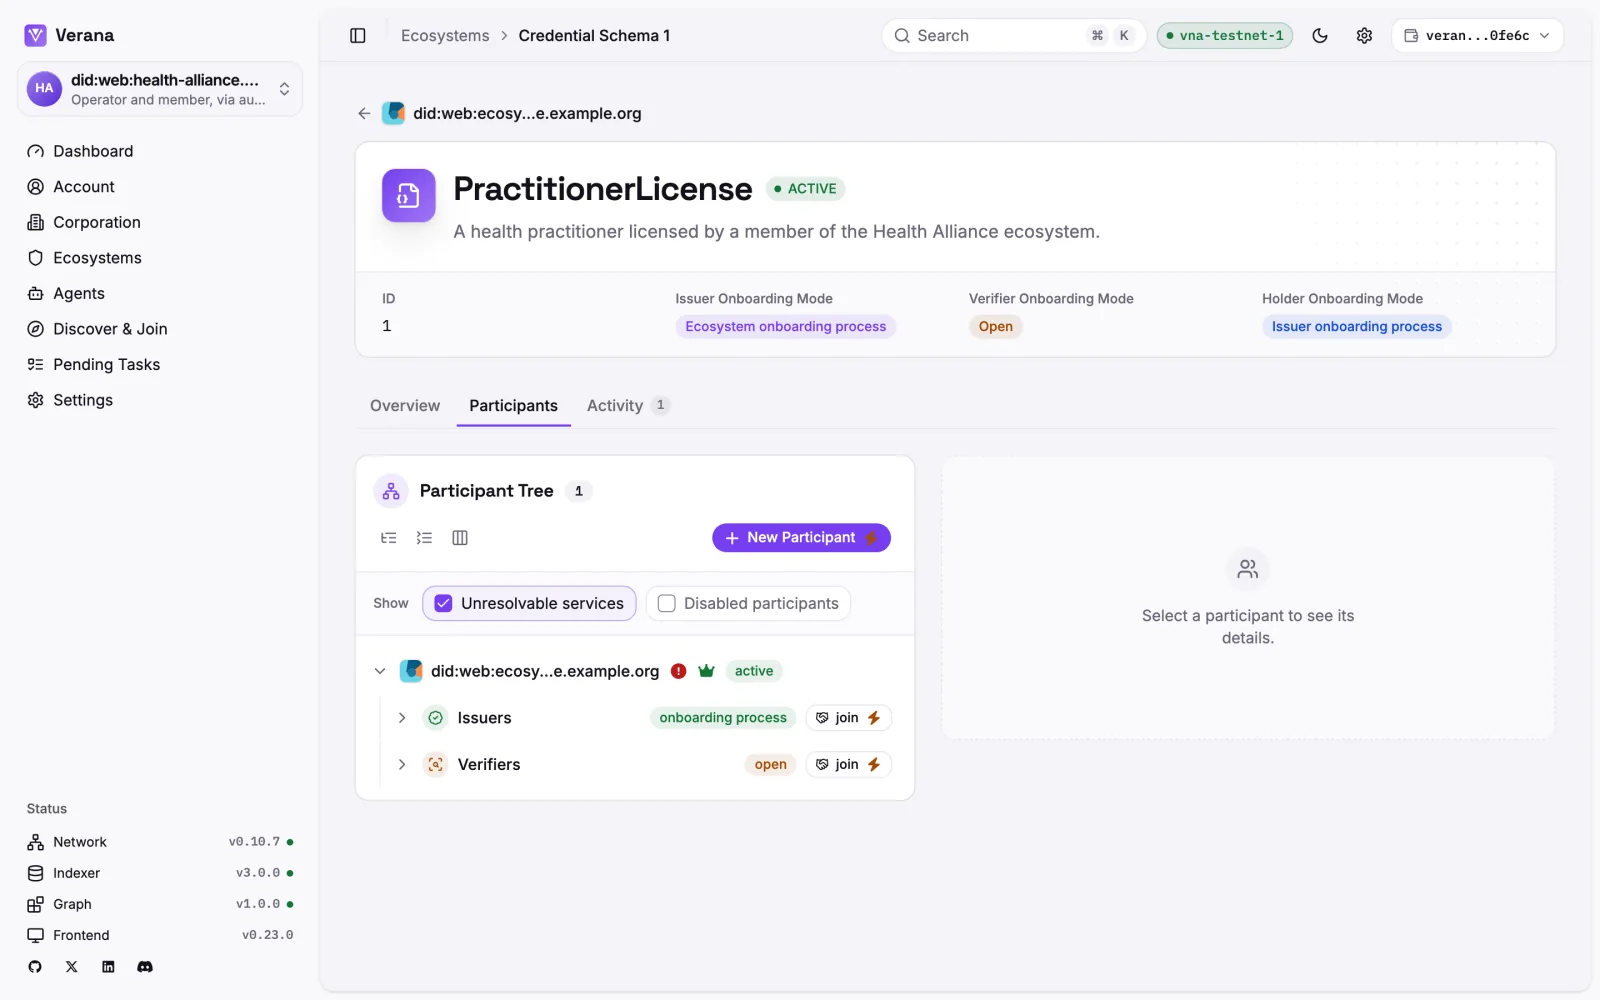 Verana
HA
did:web:health-alliance....
Operator and member, via au...
Dashboard
Account
Corporation
Ecosystems
Agents
Discover & Join
Pending Tasks
Settings
Status
Network v0.10.7
Indexer v3.0.0
Graph v1.0.0
Frontend v0.23.0
Ecosystems > Credential Schema 1
Search ⌘ K
vna-testnet-1
veran...0fe6c
did:web:ecosy...e.example.org
PractitionerLicense ACTIVE
A health practitioner licensed by a member of the Health Alliance ecosystem.
ID
1
Issuer Onboarding Mode
Ecosystem onboarding process
Verifier Onboarding Mode
Open
Holder Onboarding Mode
Issuer onboarding process
Overview Participants Activity 1
Participant Tree 1
New Participant
Show Unresolvable services Disabled participants
did:web:ecosy...e.example.org active
Issuers onboarding process join
Verifiers open join
Select a participant to see its
details.